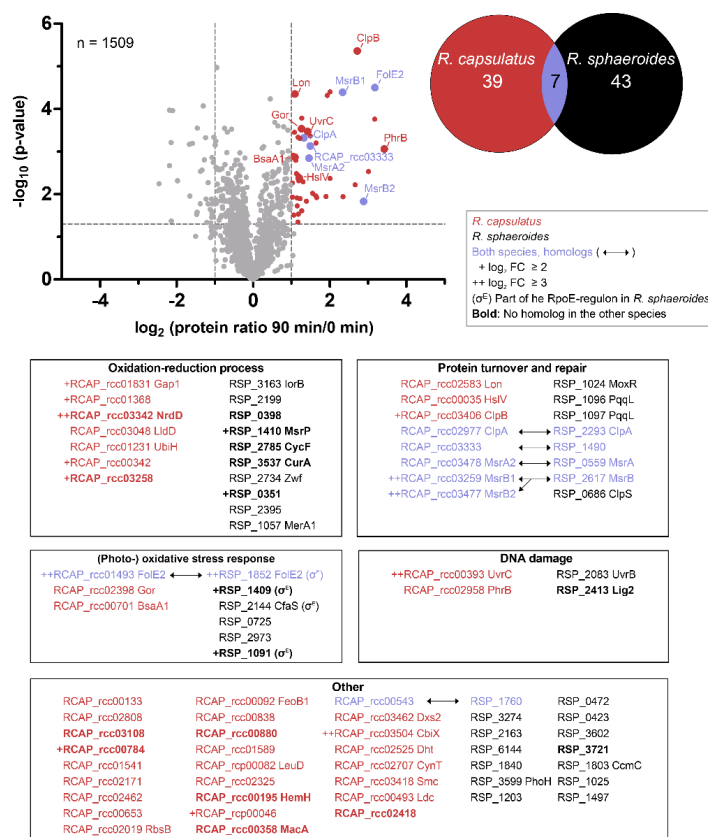 n = 1509
6
4
2
0
-4
-2
0
2
4
-log10 (p-value)
log2 (protein ratio 90 min/0 min)
ClpB
Lon
MsrB1
FolE2
Gor
UvrC
ClpA
PhrB
BsaA1
RCAP_rcc03333
MsrA2
HslV
MsrB2
R. capsulatus
39
7
R. sphaeroides
43
R. capsulatus
R. sphaeroides
Both species, homologs (↔)
+ log2 FC ≥ 2
++ log2 FC ≥ 3
(σE) Part of he RpoE-regulon in R. sphaeroides
Bold: No homolog in the other species
Oxidation-reduction process
+RCAP_rcc01831 Gap1 RSP_3163 IorB
+RCAP_rcc01368 RSP_2199
++RCAP_rcc03342 NrdD RSP_0398
RCAP_rcc03048 LldD +RSP_1410 MsrP
RCAP_rcc01231 UbiH RSP_2785 CycF
+RCAP_rcc00342 RSP_3537 CurA
+RCAP_rcc03258 RSP_2734 Zwf
+RSP_0351
RSP_2395
RSP_1057 MerA1
Protein turnover and repair
RCAP_rcc02583 Lon RSP_1024 MoxR
RCAP_rcc00035 HslV RSP_1096 PqqL
+RCAP_rcc03406 ClpB RSP_1097 PqqL
RCAP_rcc02977 ClpA ↔ RSP_2293 ClpA
RCAP_rcc03333 ↔ RSP_1490
RCAP_rcc03478 MsrA2 ↔ RSP_0559 MsrA
++RCAP_rcc03259 MsrB1 ↔ RSP_2617 MsrB
++RCAP_rcc03477 MsrB2 RSP_0686 ClpS
(Photo-) oxidative stress response
++RCAP_rcc01493 FolE2 ↔ ++RSP_1852 FolE2 (σE)
RCAP_rcc02398 Gor +RSP_1409 (σE)
RCAP_rcc00701 BsaA1 RSP_2144 CfaS (σE)
RSP_0725
RSP_2973
+RSP_1091 (σE)
DNA damage
++RCAP_rcc00393 UvrC RSP_2083 UvrB
RCAP_rcc02958 PhrB RSP_2413 Lig2
Other
RCAP_rcc00133 RCAP_rcc00092 FeoB1 RCAP_rcc00543 ↔ RSP_1760 RSP_0472
RCAP_rcc02808 RCAP_rcc00838 RCAP_rcc03462 Dxs2 RSP_3274 RSP_0423
RCAP_rcc03108 RCAP_rcc00880 ++RCAP_rcc03504 CbiX RSP_2163 RSP_3602
+RCAP_rcc00784 RCAP_rcc01589 RCAP_rcc02525 Dht RSP_6144 RSP_3721
RCAP_rcc01541 RCAP_rcp00082 LeuD RCAP_rcc02707 CynT RSP_1840 RSP_1803 CcmC
RCAP_rcc02171 RCAP_rcc02325 RCAP_rcc03418 Smc RSP_3599 PhoH RSP_1025
RCAP_rcc02462 RCAP_rcc00195 HemH RCAP_rcc00493 Ldc RSP_1203 RSP_1497
RCAP_rcc00653 +RCAP_rcp00046 RCAP_rcc02418
RCAP_rcc02019 RbsB RCAP_rcc00358 MacA